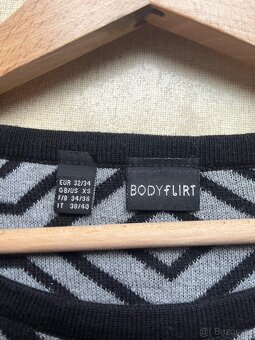 EUR 32/34
GB/US XS
F/B 34/36
IT 38/40
BODYFLIRT